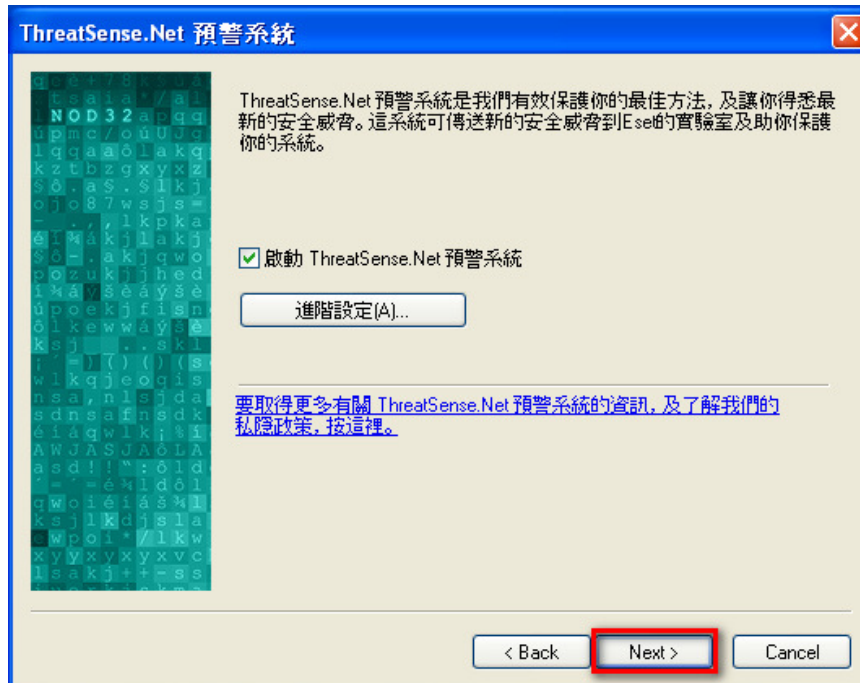 ThreatSense.Net 預警系統
NOD32
ThreatSense.Net 預警系統是我們有效保護你的最佳方法, 及讓你得悉最
新的安全威脅。這系統可傳送新的安全威脅到Eset的實驗室及助你保護
你的系統。
啟動 ThreatSense.Net 預警系統
進階設定(A)...
要取得更多有關 ThreatSense.Net 預警系統的資訊, 及了解我們的
私隱政策, 按這裡。
< Back
Next >
Cancel